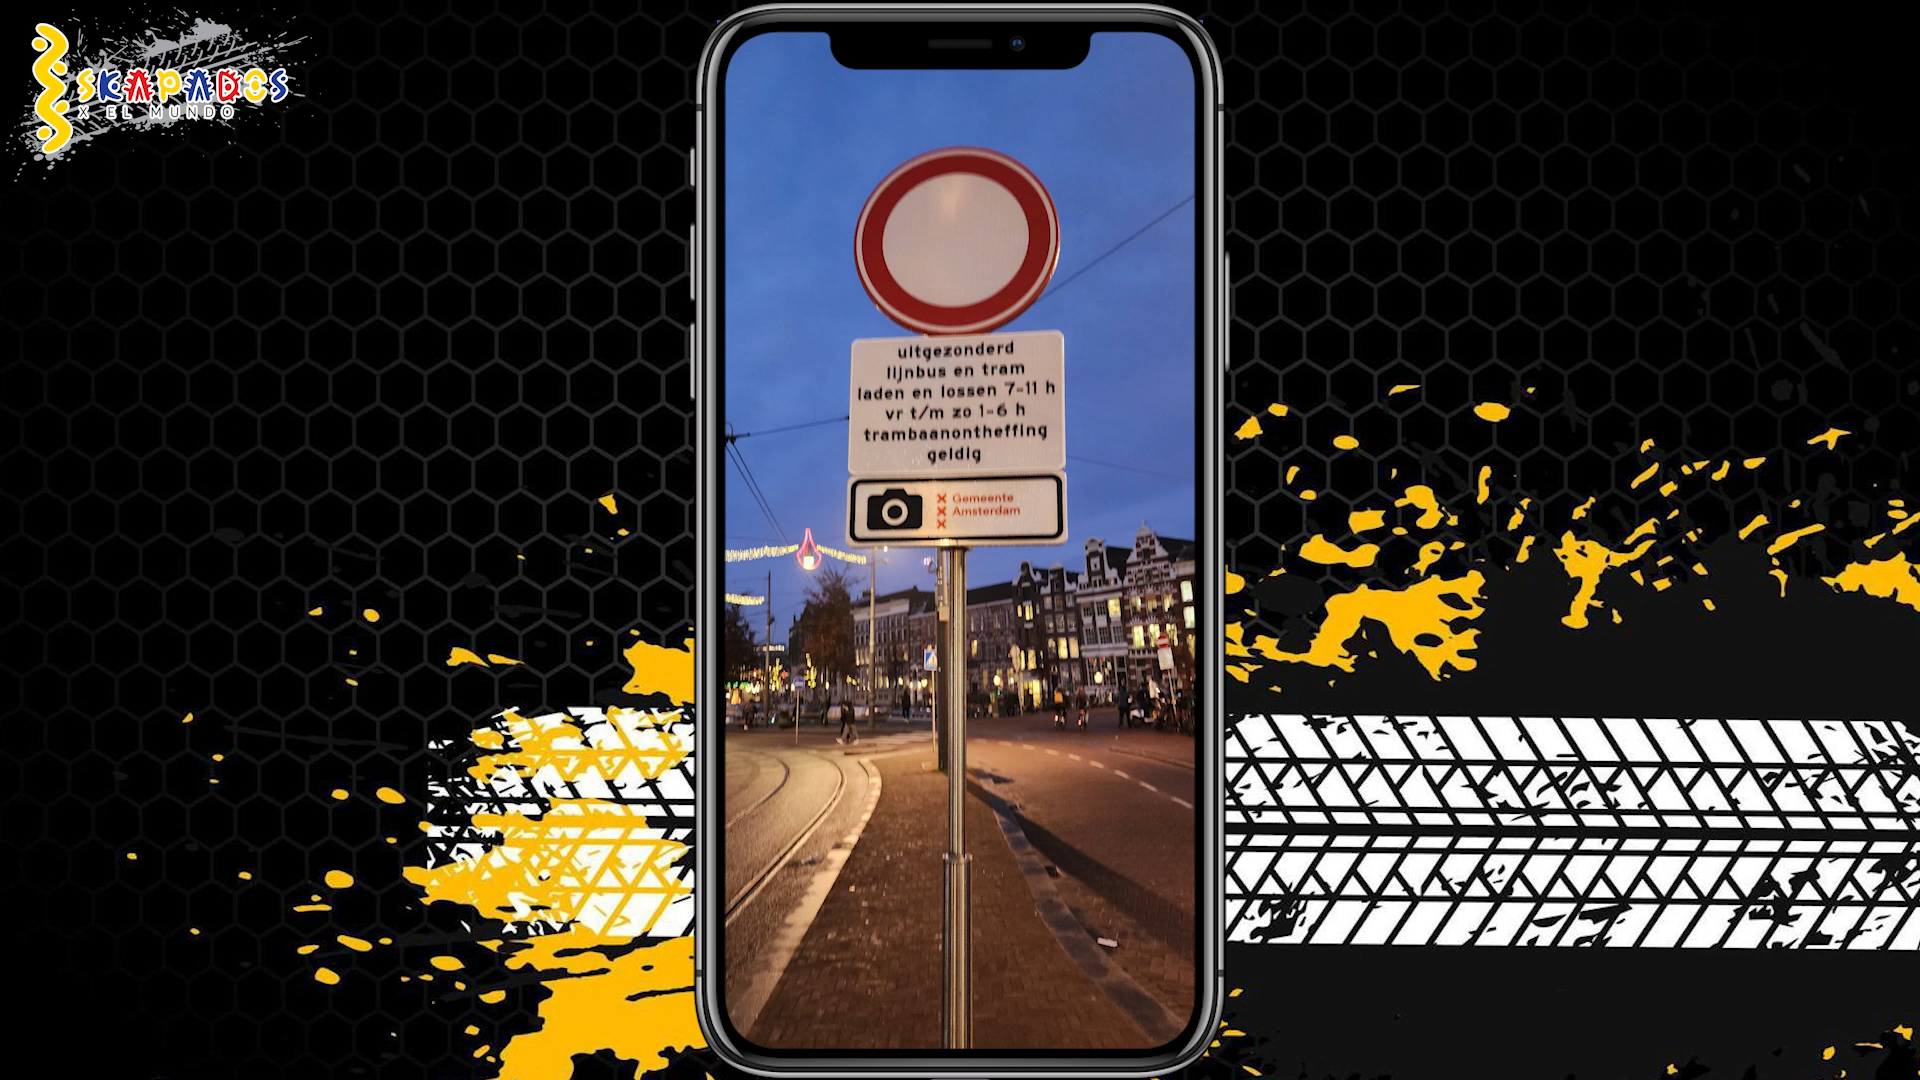 SKAPADOS
X EL MUNDO
uitgezonderd
lijnbus en tram
laden en lossen 7-11 h
vr t/m zo 1-6 h
trambaanontheffing
geldig
Gemeente
Amsterdam